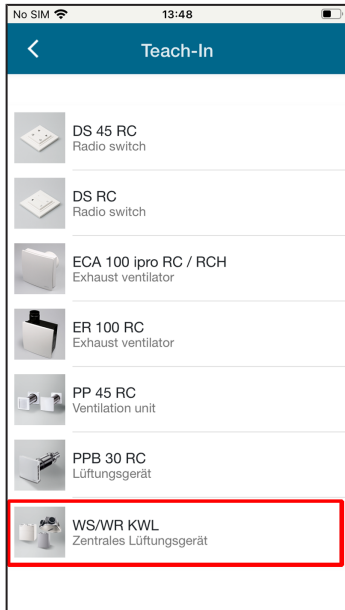 No SIM 13:48
Teach-In
DS 45 RC
Radio switch
DS RC
Radio switch
ECA 100 ipro RC / RCH
Exhaust ventilator
ER 100 RC
Exhaust ventilator
PP 45 RC
Ventilation unit
PPB 30 RC
Lüftungsgerät
WS/WR KWL
Zentrales Lüftungsgerät